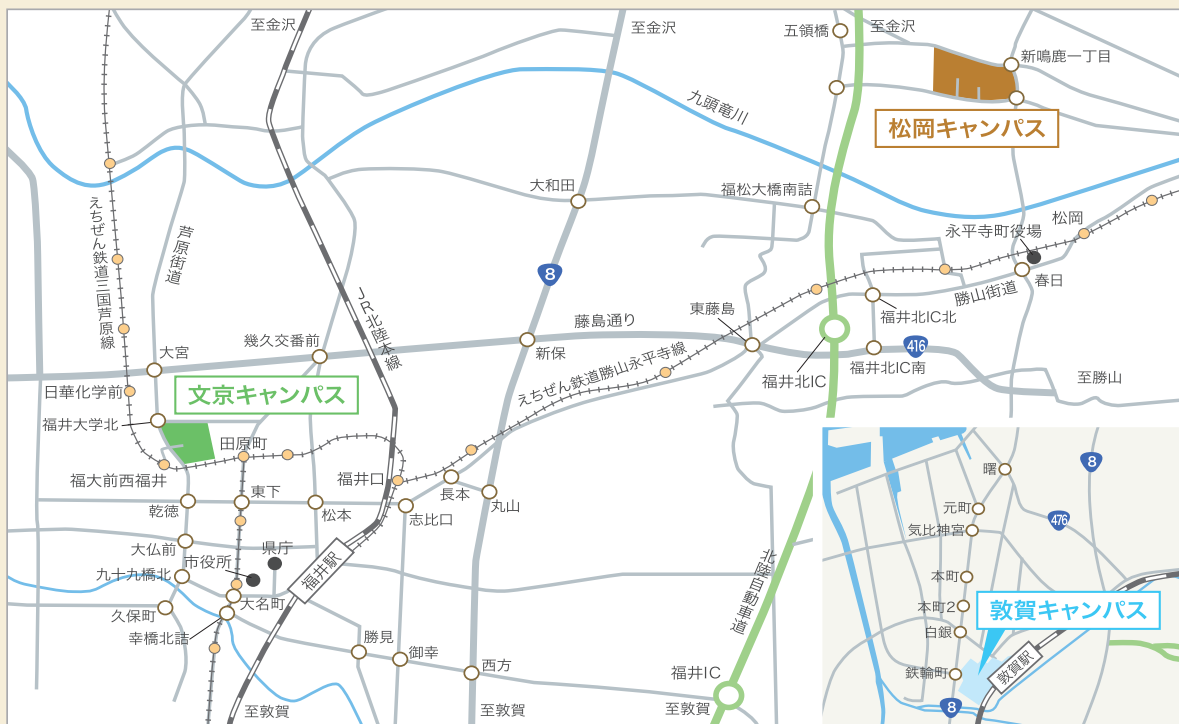 至金沢
至金沢
五領橋
至金沢
新鳴鹿一丁目
松岡キャンパス
九頭竜川
大和田
福松大橋南詰
松岡
永平寺町役場
春日
勝山街道
えちぜん鉄道三国芦原線
芦原街道
JR北陸本線
8
藤島通り
東藤島
福井北IC北
416
福井北IC南
福井北IC
至勝山
幾久交番前
新保
大宮
日華化学前
文京キャンパス
えちぜん鉄道勝山永平寺線
福井大学北
田原町
福大前西福井
福井口
長本
丸山
志比口
乾徳
東下
松本
大仏前
市役所
県庁
福井駅
九十九橋北
大名町
久保町
幸橋北詰
勝見
御幸
西方
北陸自動車道
福井IC
至敦賀
至敦賀
至敦賀
曙
8
元町
476
気比神宮
本町
本町2
敦賀キャンパス
白銀
鉄輪町
敦賀駅
8